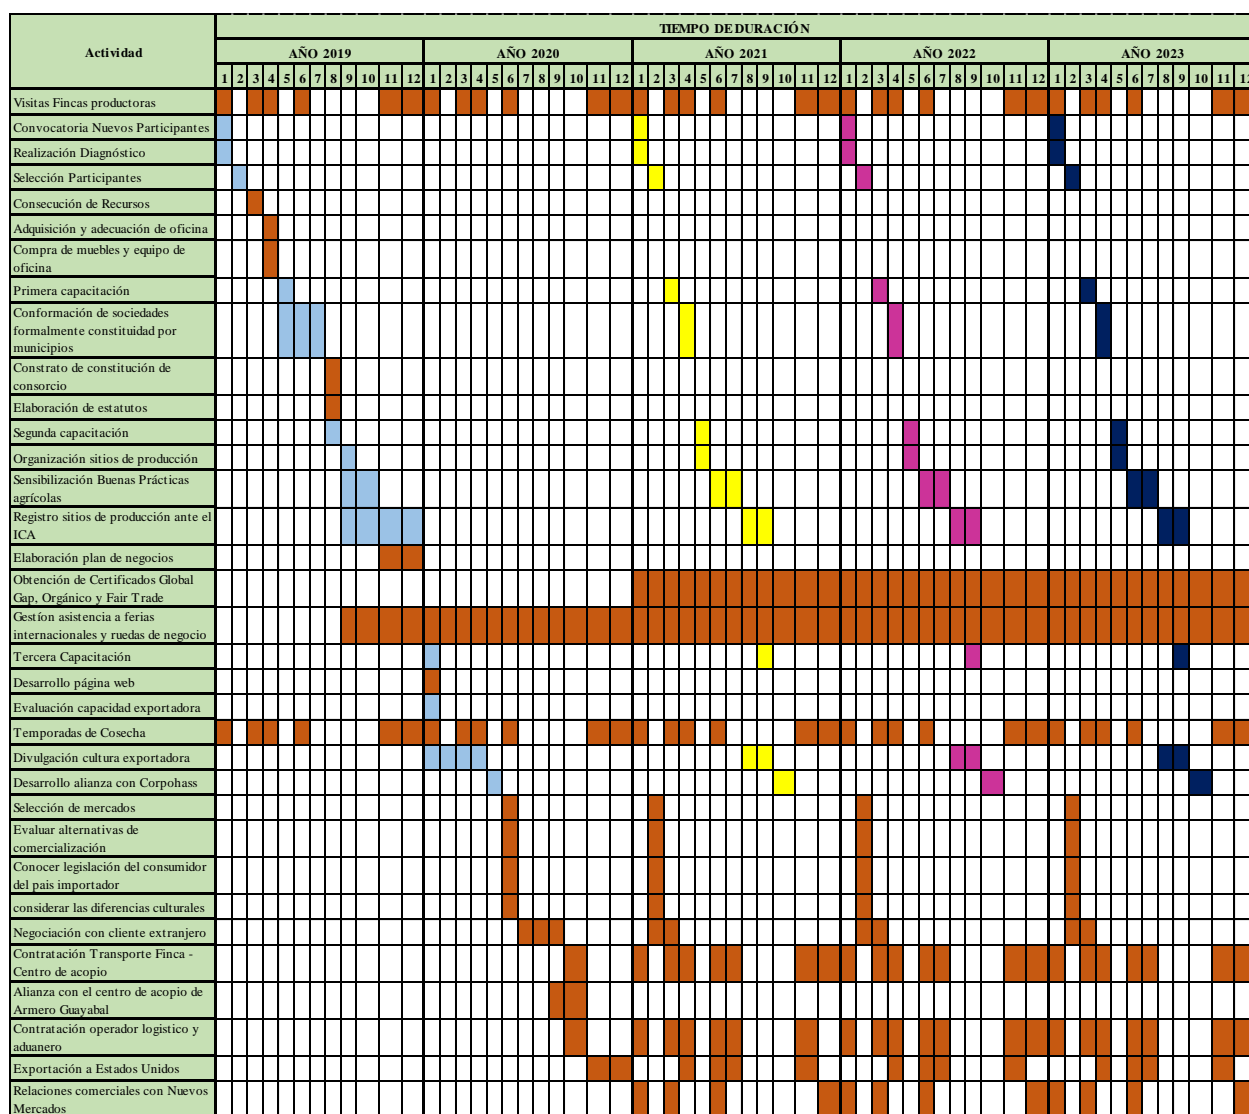 TIEMPO DE DURACIÓN
Actividad
AÑO 2019 AÑO 2020 AÑO 2021 AÑO 2022 AÑO 2023
1 2 3 4 5 6 7 8 9 10 11 12 1 2 3 4 5 6 7 8 9 10 11 12 1 2 3 4 5 6 7 8 9 10 11 12 1 2 3 4 5 6 7 8 9 10 11 12 1 2 3 4 5 6 7 8 9 10 11 12
Visitas Fincas productoras
Convocatoria Nuevos Participantes
Realización Diagnóstico
Selección Participantes
Consecución de Recursos
Adquisición y adecuación de oficina
Compra de muebles y equipo de
oficina
Primera capacitación
Conformación de sociedades
formalmente constituidad por
municipios
Constrato de constitución de
consorcio
Elaboración de estatutos
Segunda capacitación
Organización sitios de producción
Sensibilización Buenas Prácticas
agrícolas
Registro sitios de producción ante el
ICA
Elaboración plan de negocios
Obtención de Certificados Global
Gap, Orgánico y Fair Trade
Gestíon asistencia a ferias
internacionales y ruedas de negocio
Tercera Capacitación
Desarrollo página web
Evaluación capacidad exportadora
Temporadas de Cosecha
Divulgación cultura exportadora
Desarrollo alianza con Corpohass
Selección de mercados
Evaluar alternativas de
comercialización
Conocer legislación del consumidor
del pais importador
considerar las diferencias culturales
Negociación con cliente extranjero
Contratación Transporte Finca -
Centro de acopio
Alianza con el centro de acopio de
Armero Guayabal
Contratación operador logistico y
aduanero
Exportación a Estados Unidos
Relaciones comerciales con Nuevos
Mercados